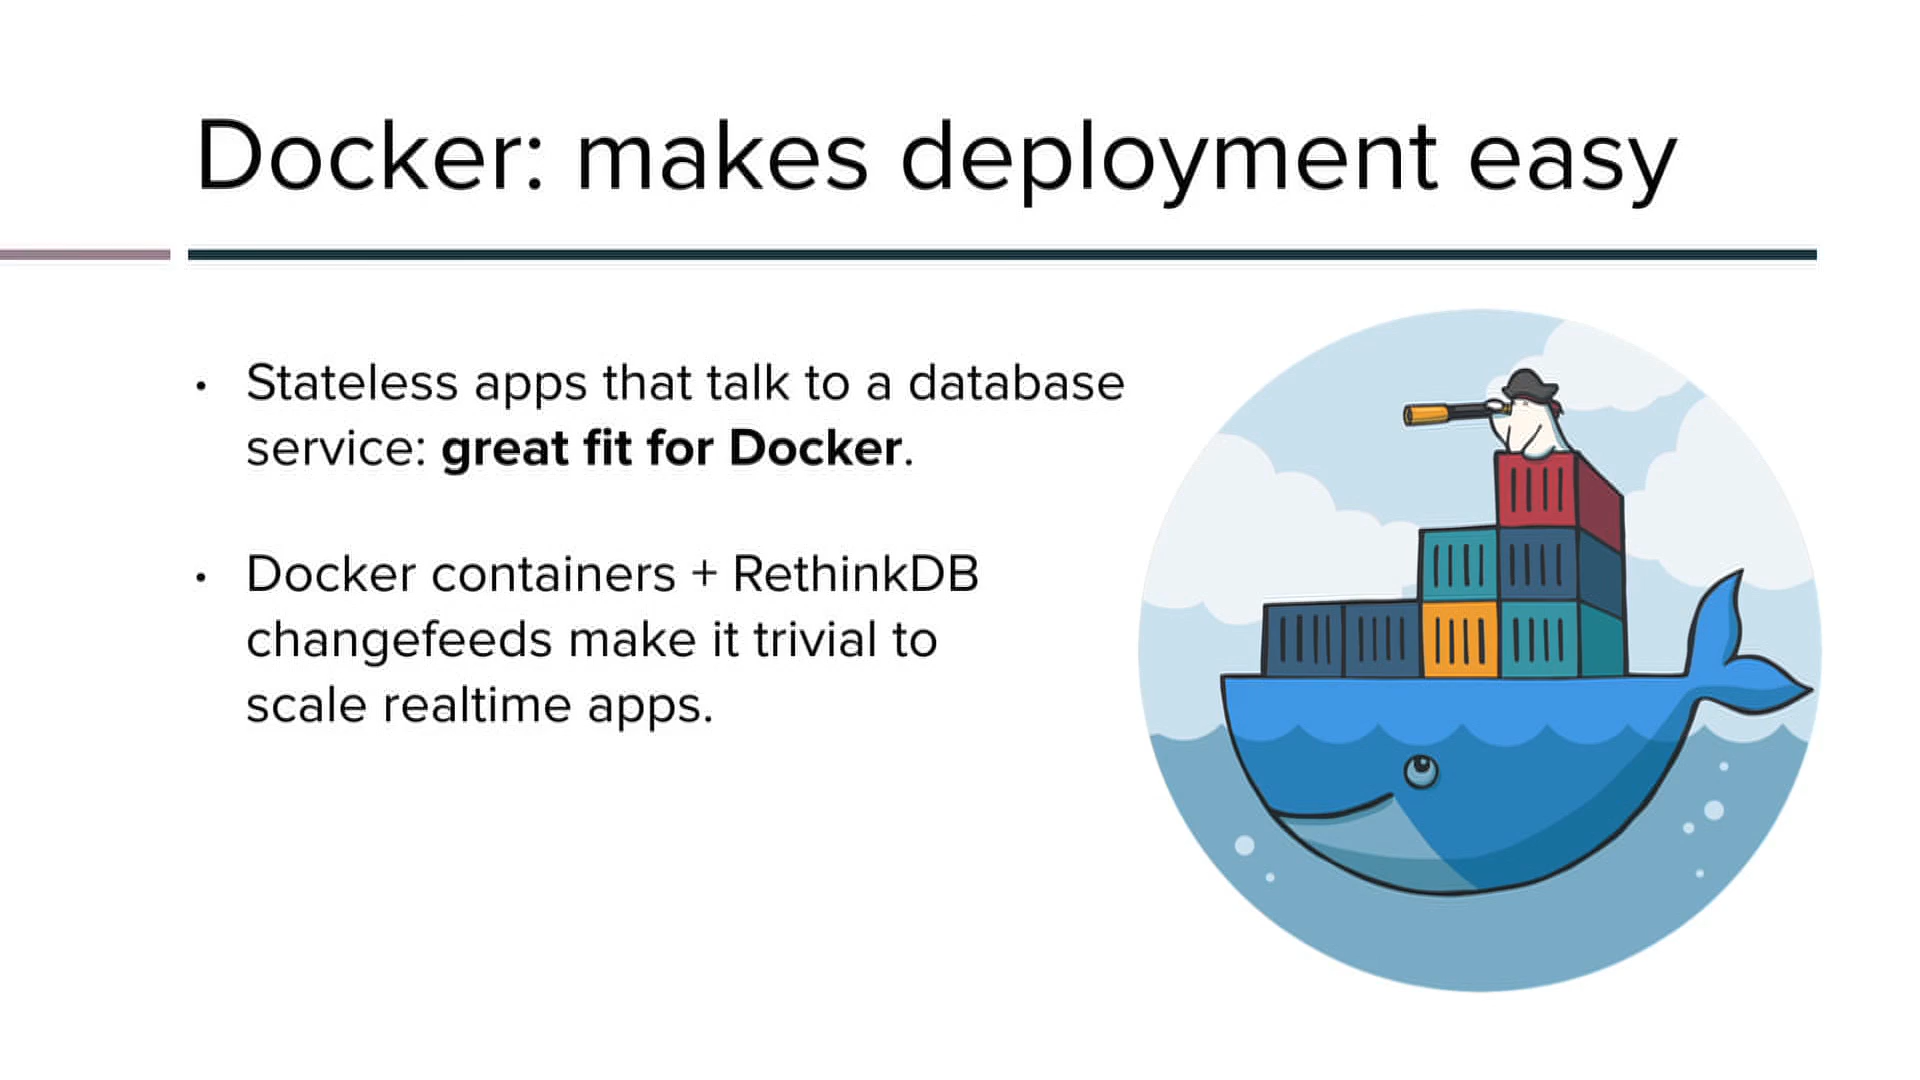 Docker: makes deployment easy
• Stateless apps that talk to a database
service: great fit for Docker.
• Docker containers + RethinkDB
changefeeds make it trivial to
scale realtime apps.